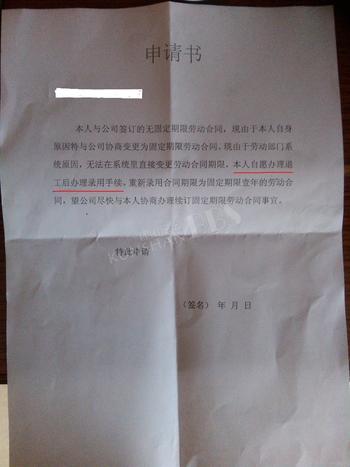 申请书
本人与公司签订的无固定期限劳动合同，现由于本人自身
原因特与公司协商变更为固定期限劳动合同。现由于劳动部门系
统原因，无法在系统里直接变更劳动合同期限，本人自愿办理退
工后办理录用手续，重新录用合同期限为固定期限壹年的劳动合
同，望公司尽快与本人协商办理续订固定期限劳动合同事宜。
特此申请
（签名） 年 月 日